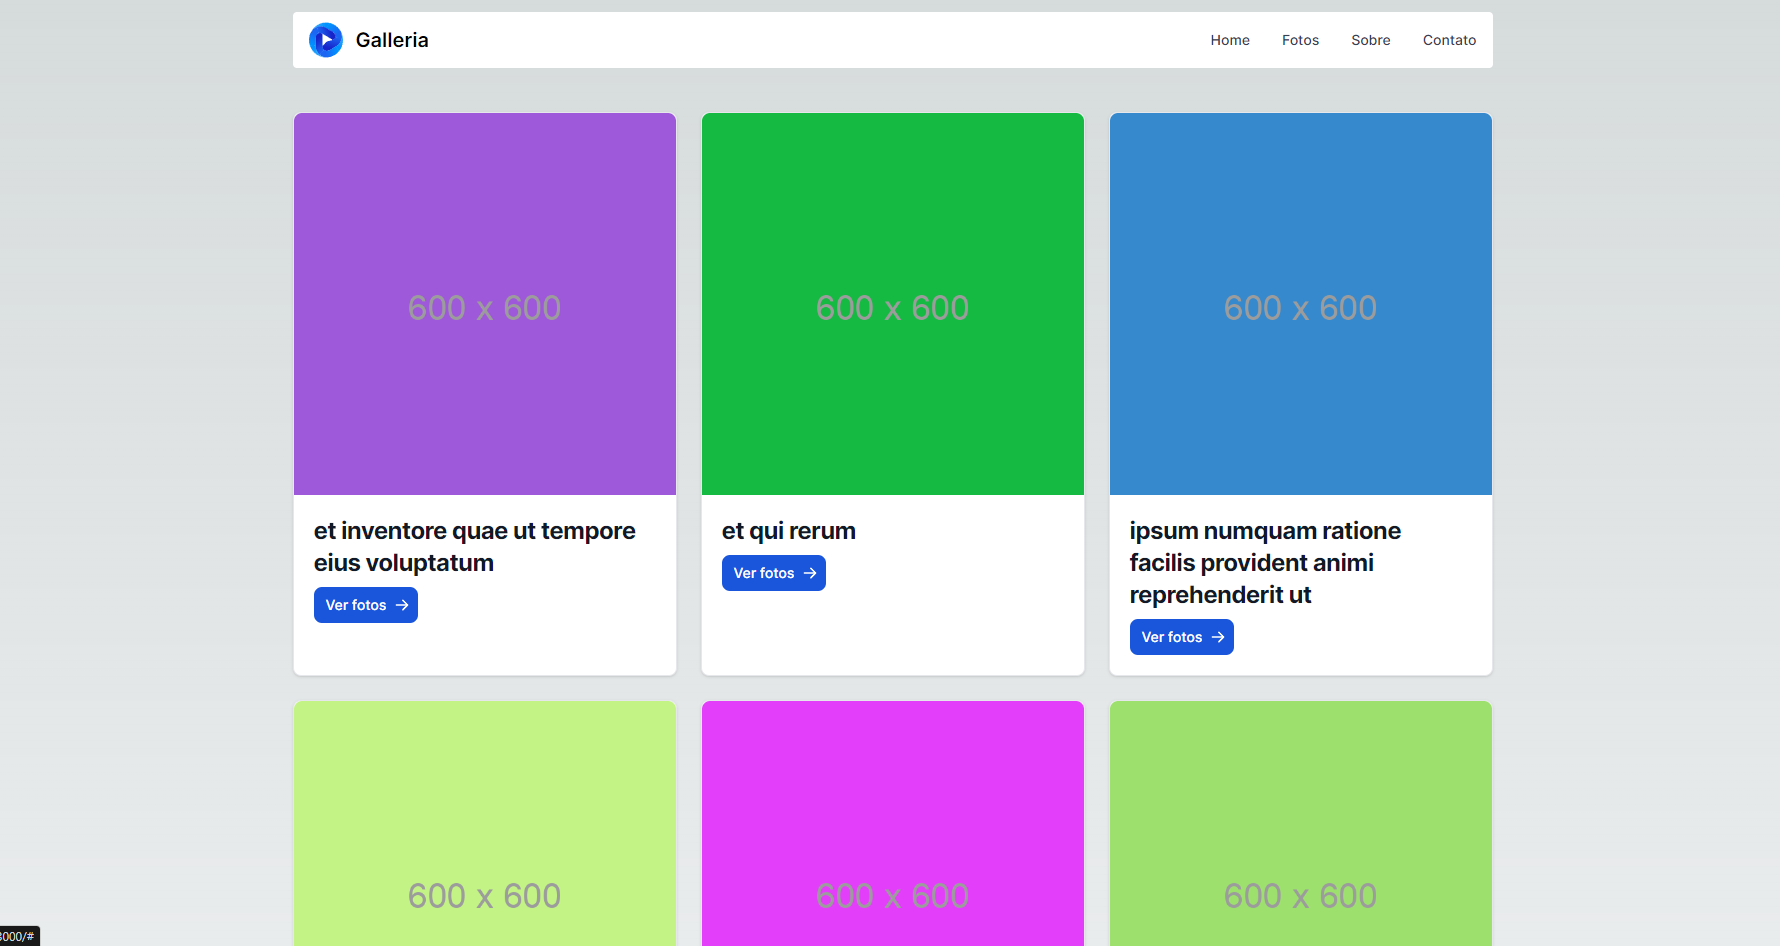 Galleria
Home
Fotos
Sobre
Contato
600 x 600
600 x 600
600 x 600
et inventore quae ut tempore
eius voluptatum
Ver fotos
et qui rerum
Ver fotos
ipsum numquam ratione
facilis provident animi
reprehenderit ut
Ver fotos
600 x 600
600 x 600
600 x 600
000/#